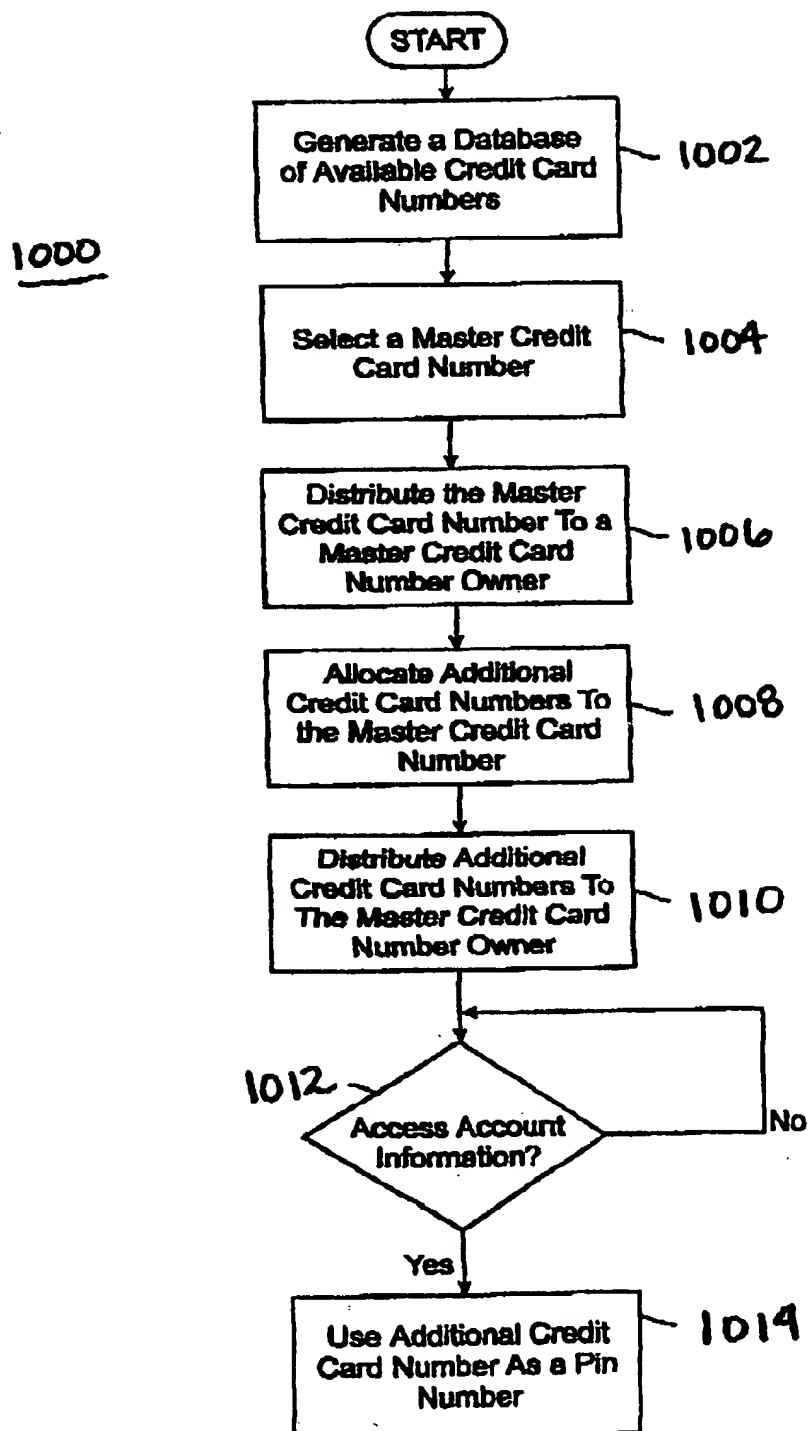 START
Generate a Database
of Available Credit Card
Numbers
1002
1000
Select a Master Credit
Card Number
1004
Distribute the Master
Credit Card Number To a
Master Credit Card
Number Owner
1006
Allocate Additional
Credit Card Numbers To
the Master Credit Card
Number
1008
Distribute Additional
Credit Card Numbers To
The Master Credit Card
Number Owner
1010
1012
Access Account
Information?
No
Yes
Use Additional Credit
Card Number As a Pin
Number
1014